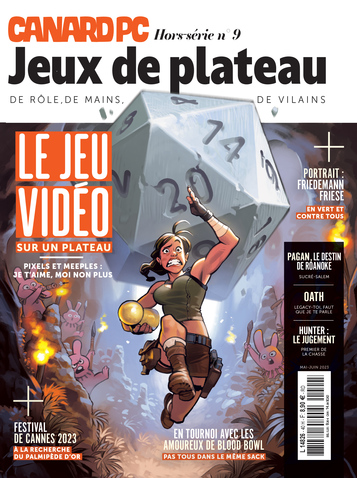 CANARD PC Hors-série n° 9
Jeux de plateau
DE RÔLE, DE MAINS, DE VILAINS
LE JEU
VIDÉO
SUR UN PLATEAU
PIXELS ET MEEPLES :
JE T'AIME, MOI NON PLUS
14
20
2
8
PORTRAIT :
FRIEDEMANN
FRIESE
EN VERT ET
CONTRE TOUS
PAGAN, LE DESTIN
DE ROANOKE
SUCRÉ-SALEM
OATH
LEGACY-TOI, FAUT
QUE JE TE PARLE
HUNTER :
LE JUGEMENT
PREMIER DE
LA CHASSE
MAI-JUIN 2023
FESTIVAL
DE CANNES 2023
À LA RECHERCHE
DU PALMIPÈDE D'OR
EN TOURNOI AVEC LES
AMOUREUX DE BLOOD BOWL
PAS TOUS DANS LE MÊME SACK